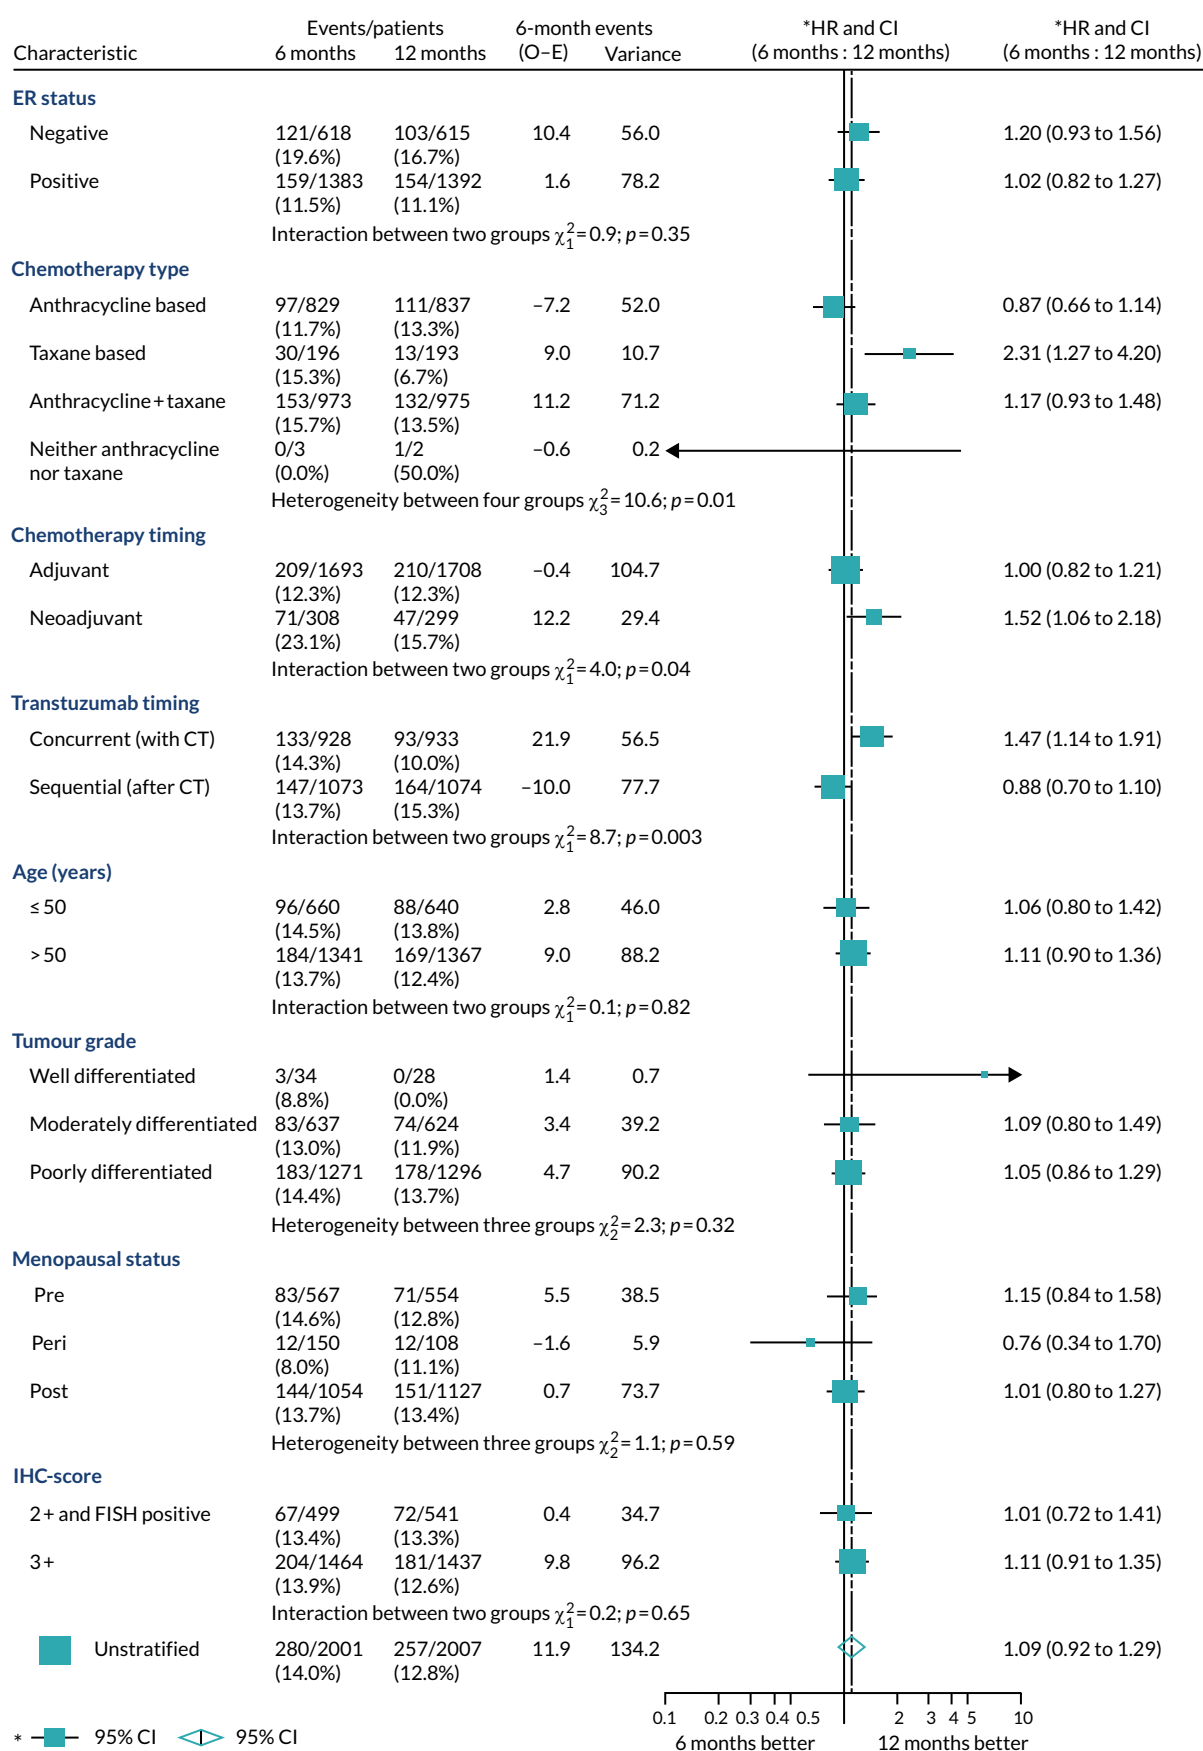 Events/patients 6-month events *HR and CI *HR and CI
Characteristic 6 months 12 months (O–E) Variance (6 months : 12 months) (6 months : 12 months)
ER status
Negative 121/618 103/615 10.4 56.0 1.20 (0.93 to 1.56)
(19.6%) (16.7%)
Positive 159/1383 154/1392 1.6 78.2 1.02 (0.82 to 1.27)
(11.5%) (11.1%)
Interaction between two groups χ²₁=0.9; p=0.35
Chemotherapy type
Anthracycline based 97/829 111/837 –7.2 52.0 0.87 (0.66 to 1.14)
(11.7%) (13.3%)
Taxane based 30/196 13/193 9.0 10.7 2.31 (1.27 to 4.20)
(15.3%) (6.7%)
Anthracycline+taxane 153/973 132/975 11.2 71.2 1.17 (0.93 to 1.48)
(15.7%) (13.5%)
Neither anthracycline 0/3 1/2 –0.6 0.2
nor taxane (0.0%) (50.0%)
Heterogeneity between four groups χ²₃=10.6; p=0.01
Chemotherapy timing
Adjuvant 209/1693 210/1708 –0.4 104.7 1.00 (0.82 to 1.21)
(12.3%) (12.3%)
Neoadjuvant 71/308 47/299 12.2 29.4 1.52 (1.06 to 2.18)
(23.1%) (15.7%)
Interaction between two groups χ²₁=4.0; p=0.04
Transtuzumab timing
Concurrent (with CT) 133/928 93/933 21.9 56.5 1.47 (1.14 to 1.91)
(14.3%) (10.0%)
Sequential (after CT) 147/1073 164/1074 –10.0 77.7 0.88 (0.70 to 1.10)
(13.7%) (15.3%)
Interaction between two groups χ²₁=8.7; p=0.003
Age (years)
≤50 96/660 88/640 2.8 46.0 1.06 (0.80 to 1.42)
(14.5%) (13.8%)
>50 184/1341 169/1367 9.0 88.2 1.11 (0.90 to 1.36)
(13.7%) (12.4%)
Interaction between two groups χ²₁=0.1; p=0.82
Tumour grade
Well differentiated 3/34 0/28 1.4 0.7
(8.8%) (0.0%)
Moderately differentiated 83/637 74/624 3.4 39.2 1.09 (0.80 to 1.49)
(13.0%) (11.9%)
Poorly differentiated 183/1271 178/1296 4.7 90.2 1.05 (0.86 to 1.29)
(14.4%) (13.7%)
Heterogeneity between three groups χ²₂=2.3; p=0.32
Menopausal status
Pre 83/567 71/554 5.5 38.5 1.15 (0.84 to 1.58)
(14.6%) (12.8%)
Peri 12/150 12/108 –1.6 5.9 0.76 (0.34 to 1.70)
(8.0%) (11.1%)
Post 144/1054 151/1127 0.7 73.7 1.01 (0.80 to 1.27)
(13.7%) (13.4%)
Heterogeneity between three groups χ²₂=1.1; p=0.59
IHC-score
2+ and FISH positive 67/499 72/541 0.4 34.7 1.01 (0.72 to 1.41)
(13.4%) (13.3%)
3+ 204/1464 181/1437 9.8 96.2 1.11 (0.91 to 1.35)
(13.9%) (12.6%)
Interaction between two groups χ²₁=0.2; p=0.65
Unstratified 280/2001 257/2007 11.9 134.2 1.09 (0.92 to 1.29)
(14.0%) (12.8%)
0.1 0.2 0.3 0.4 0.5 2 3 4 5 10
* 95% CI 95% CI 6 months better 12 months better